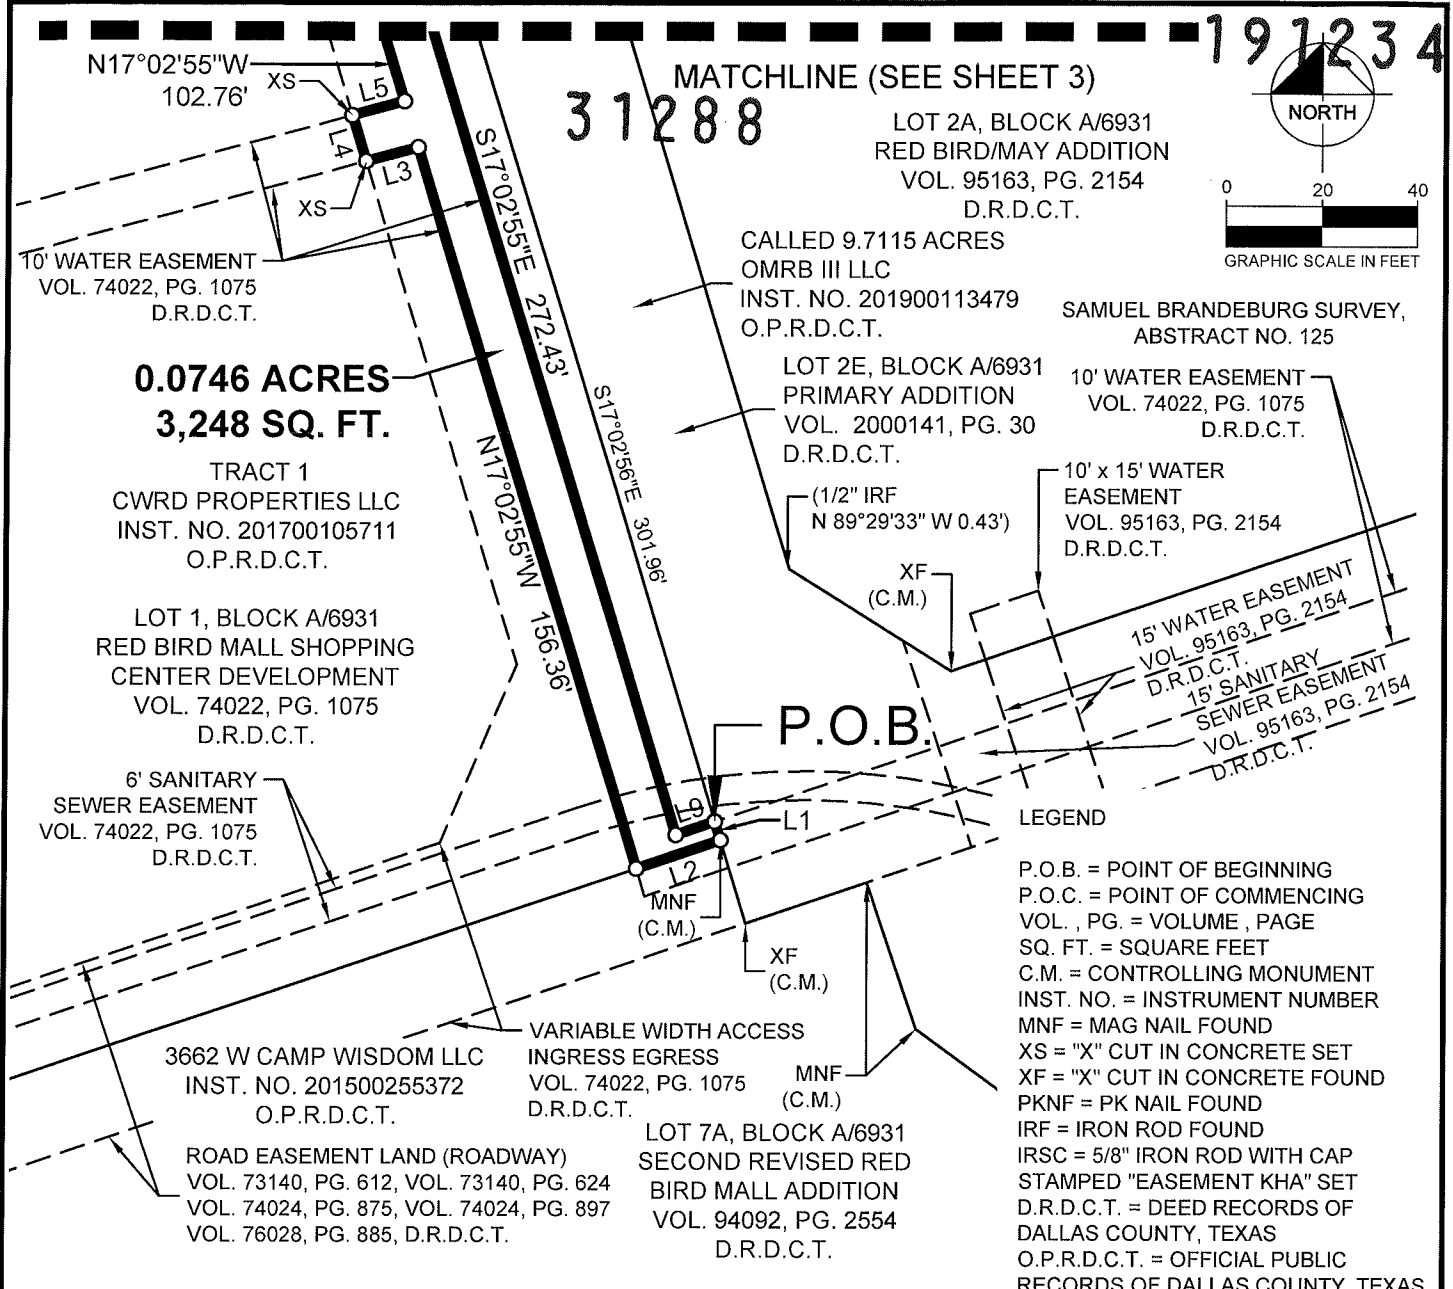 191234
31288
MATCHLINE (SEE SHEET 3)
NORTH
0 20 40
GRAPHIC SCALE IN FEET
N17°02'55"W
102.76'
XS
L5
L4
L3
XS
10' WATER EASEMENT
VOL. 74022, PG. 1075
D.R.D.C.T.
0.0746 ACRES
3,248 SQ. FT.
TRACT 1
CWRD PROPERTIES LLC
INST. NO. 201700105711
O.P.R.D.C.T.
LOT 1, BLOCK A/6931
RED BIRD MALL SHOPPING
CENTER DEVELOPMENT
VOL. 74022, PG. 1075
D.R.D.C.T.
6' SANITARY
SEWER EASEMENT
VOL. 74022, PG. 1075
D.R.D.C.T.
S17°02'55"E 272.43'
N17°02'55"W 156.36'
S17°02'56"E 301.96'
LOT 2A, BLOCK A/6931
RED BIRD/MAY ADDITION
VOL. 95163, PG. 2154
D.R.D.C.T.
CALLED 9.7115 ACRES
OMRB III LLC
INST. NO. 201900113479
O.P.R.D.C.T.
LOT 2E, BLOCK A/6931
PRIMARY ADDITION
VOL. 2000141, PG. 30
D.R.D.C.T.
(1/2" IRF
N 89°29'33" W 0.43')
XF
(C.M.)
SAMUEL BRANDEBURG SURVEY,
ABSTRACT NO. 125
10' WATER EASEMENT
VOL. 74022, PG. 1075
D.R.D.C.T.
10' x 15' WATER
EASEMENT
VOL. 95163, PG. 2154
D.R.D.C.T.
15' WATER EASEMENT
VOL. 95163, PG. 2154
D.R.D.C.T.
15' SANITARY
SEWER EASEMENT
VOL. 95163, PG. 2154
D.R.D.C.T.
P.O.B.
L9
L1
L2
MNF
(C.M.)
XF
(C.M.)
VARIABLE WIDTH ACCESS
INGRESS EGRESS
VOL. 74022, PG. 1075
D.R.D.C.T.
MNF
(C.M.)
3662 W CAMP WISDOM LLC
INST. NO. 201500255372
O.P.R.D.C.T.
ROAD EASEMENT LAND (ROADWAY)
VOL. 73140, PG. 612, VOL. 73140, PG. 624
VOL. 74024, PG. 875, VOL. 74024, PG. 897
VOL. 76028, PG. 885, D.R.D.C.T.
LOT 7A, BLOCK A/6931
SECOND REVISED RED
BIRD MALL ADDITION
VOL. 94092, PG. 2554
D.R.D.C.T.
LEGEND
P.O.B. = POINT OF BEGINNING
P.O.C. = POINT OF COMMENCING
VOL. , PG. = VOLUME , PAGE
SQ. FT. = SQUARE FEET
C.M. = CONTROLLING MONUMENT
INST. NO. = INSTRUMENT NUMBER
MNF = MAG NAIL FOUND
XS = "X" CUT IN CONCRETE SET
XF = "X" CUT IN CONCRETE FOUND
PKNF = PK NAIL FOUND
IRF = IRON ROD FOUND
IRSC = 5/8" IRON ROD WITH CAP
STAMPED "EASEMENT KHA" SET
D.R.D.C.T. = DEED RECORDS OF
DALLAS COUNTY, TEXAS
O.P.R.D.C.T. = OFFICIAL PUBLIC
RECORDS OF DALLAS COUNTY, TEXAS